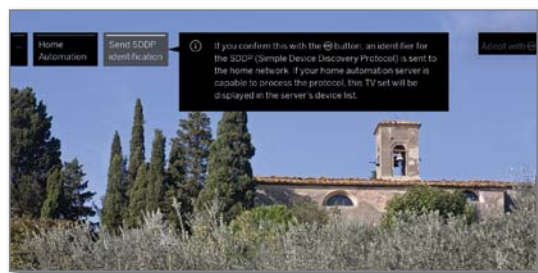 Home
Automation
Send SDDP
identification
If you confirm this with the button, an identifier for
the SDDP (Simple Device Discovery Protocol) is sent to
the home network. If your home automation server is
capable to process the protocol, this TV set will be
displayed in the server's device list.
Adopt with